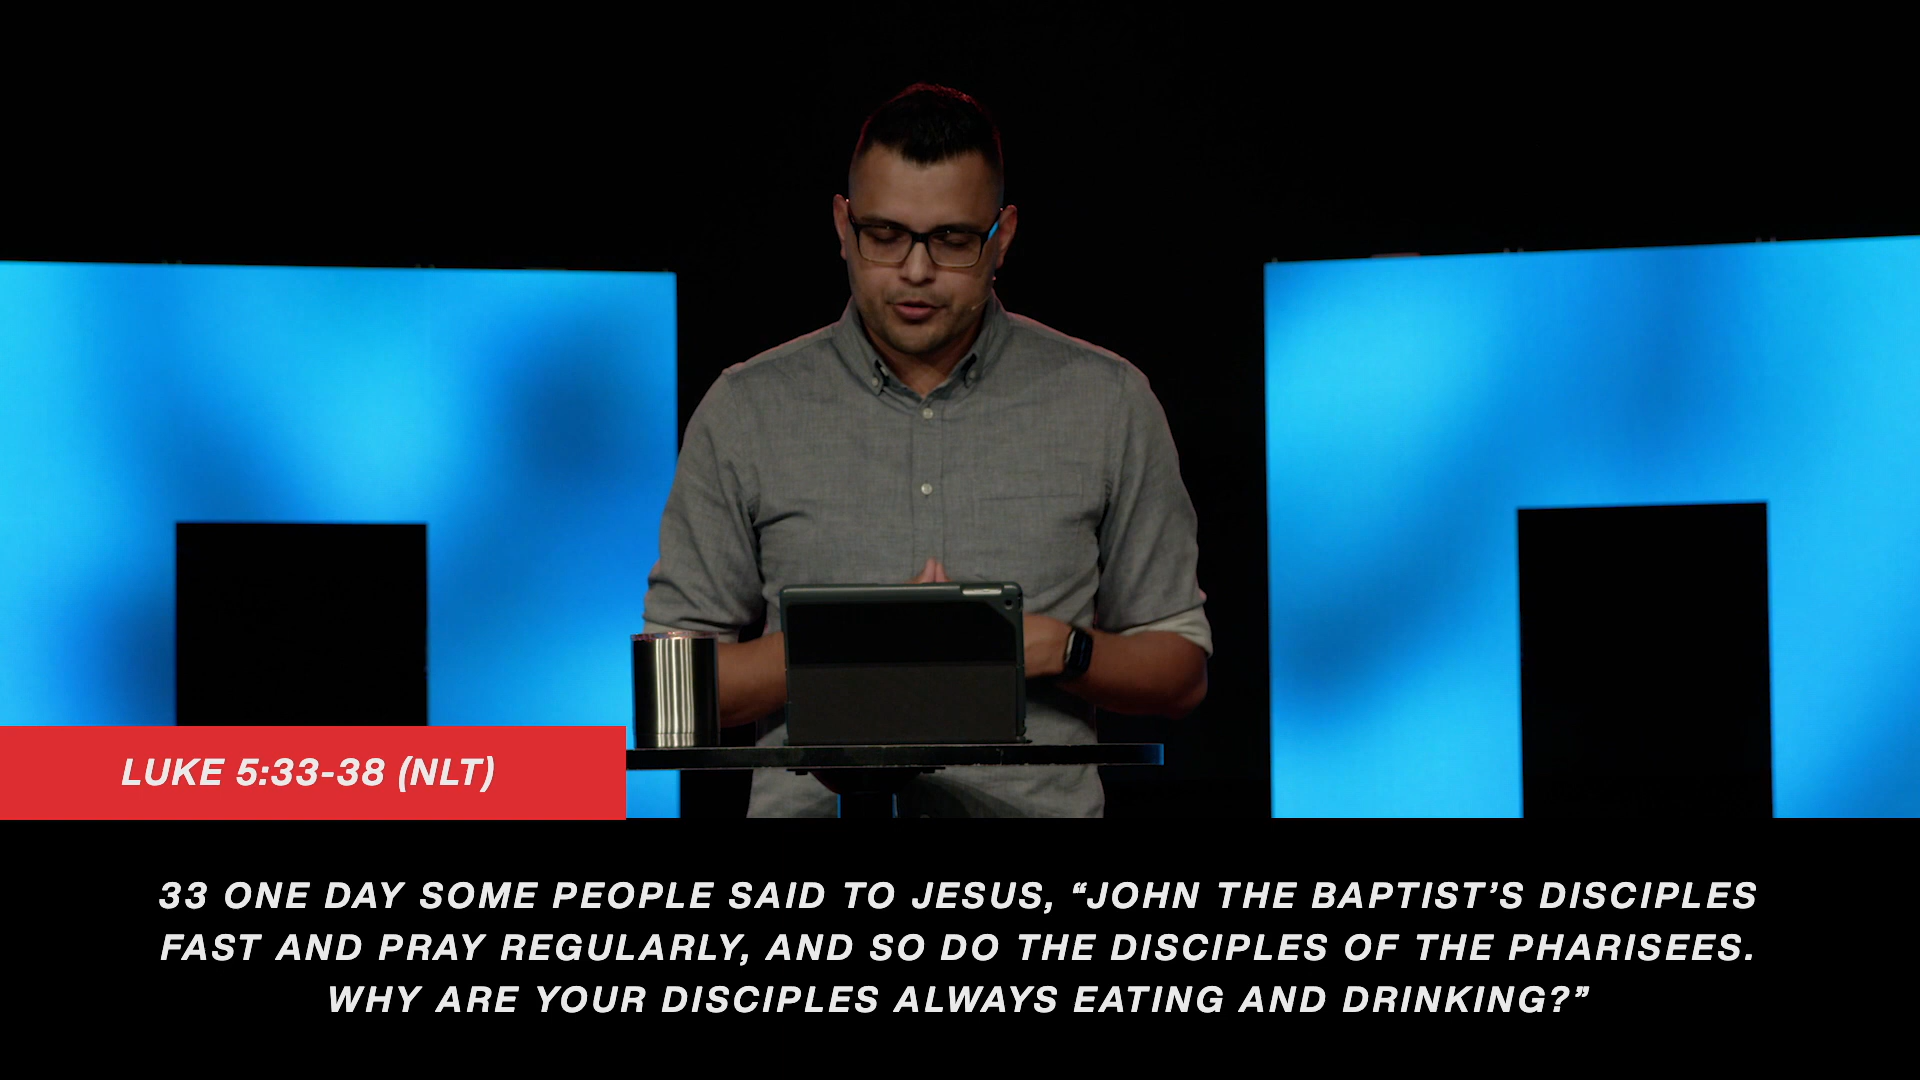 LUKE 5:33-38 (NLT)
33 ONE DAY SOME PEOPLE SAID TO JESUS, “JOHN THE BAPTIST’S DISCIPLES
FAST AND PRAY REGULARLY, AND SO DO THE DISCIPLES OF THE PHARISEES.
WHY ARE YOUR DISCIPLES ALWAYS EATING AND DRINKING?”